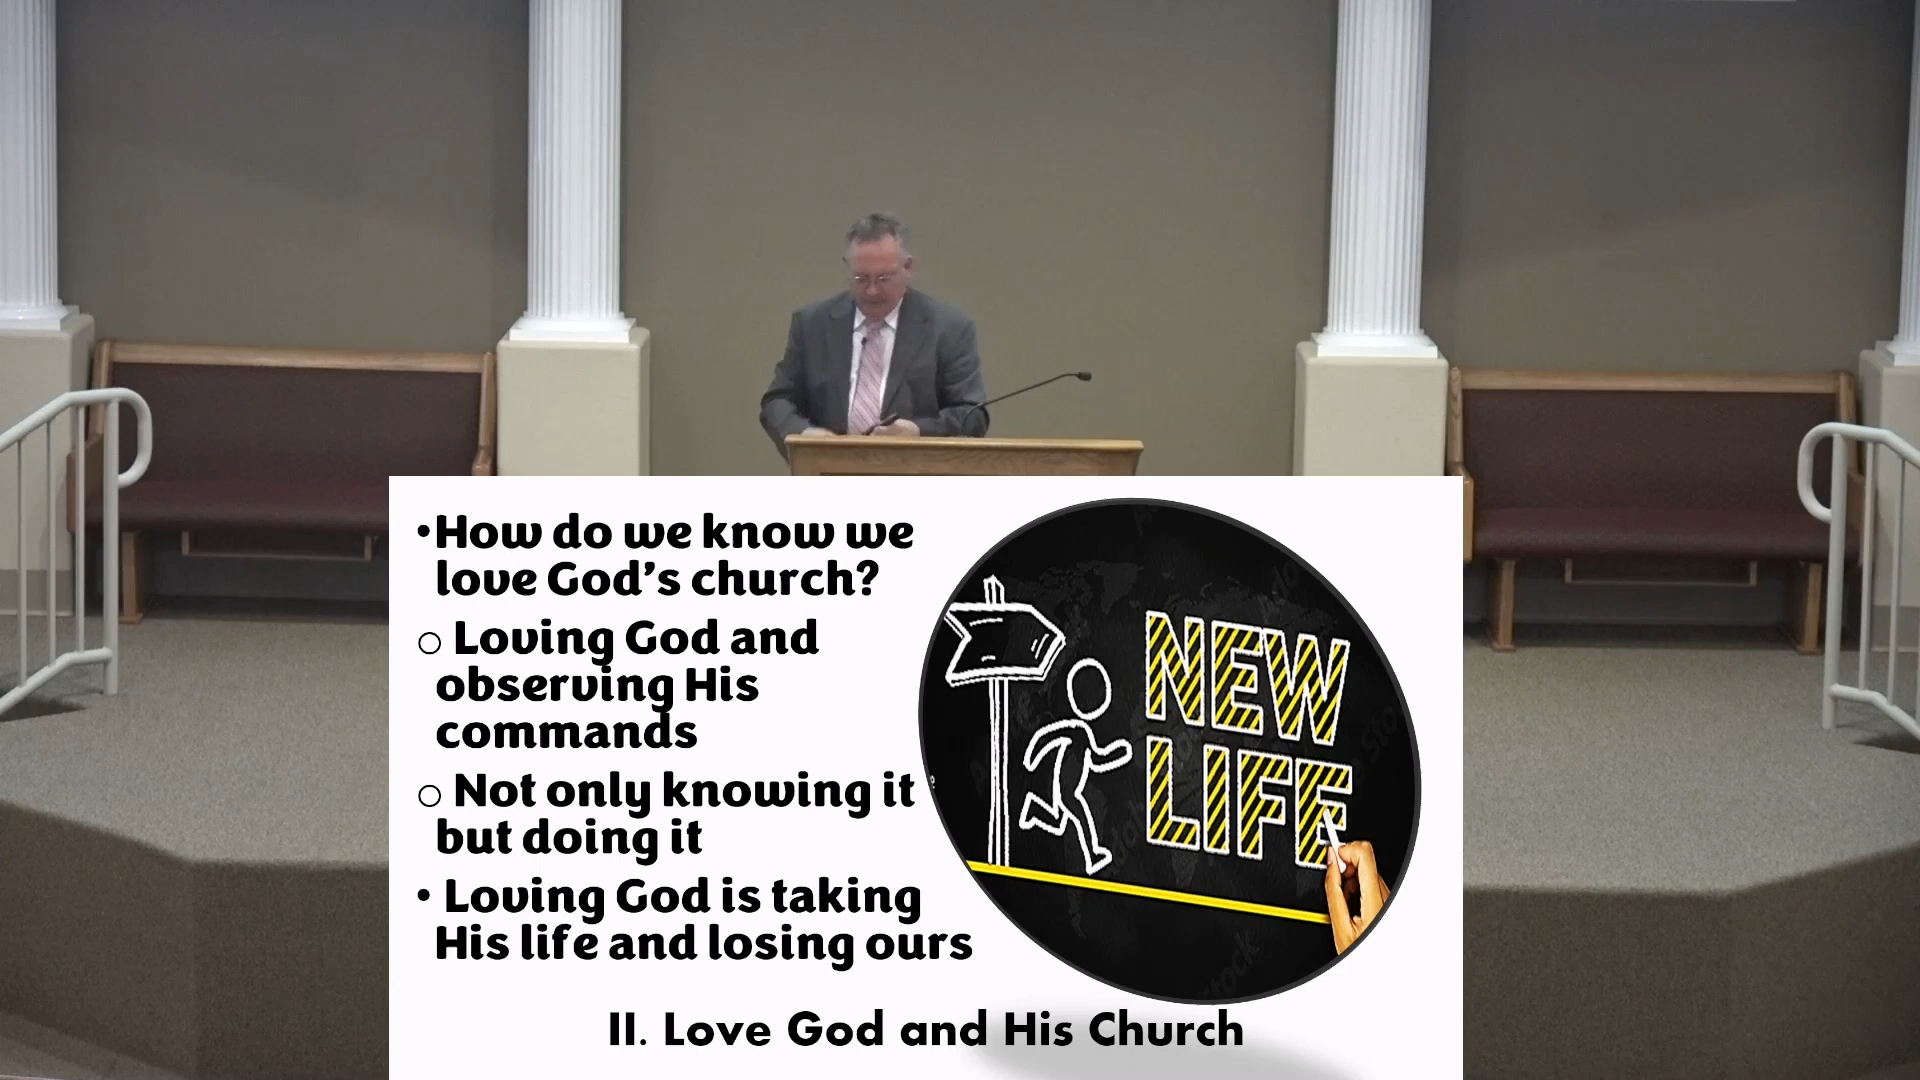 •How do we know we
love God's church?
o Loving God and
observing His
commands
o Not only knowing it
but doing it
• Loving God is taking
His life and losing ours
NEW
LIFE
II. Love God and His Church